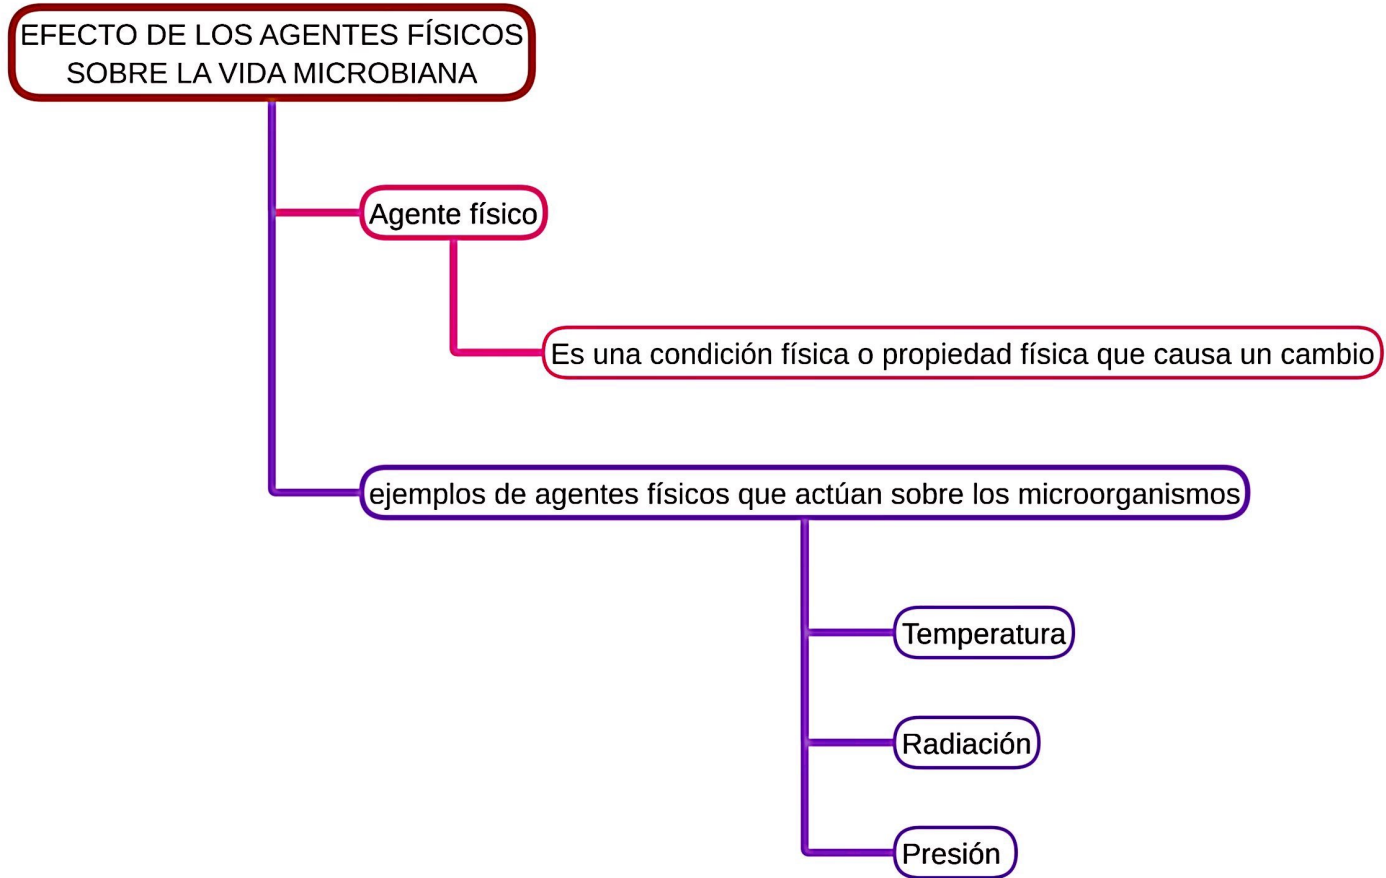 EFECTO DE LOS AGENTES FÍSICOS
SOBRE LA VIDA MICROBIANA
Agente físico
Es una condición física o propiedad física que causa un cambio
ejemplos de agentes físicos que actúan sobre los microorganismos
Temperatura
Radiación
Presión